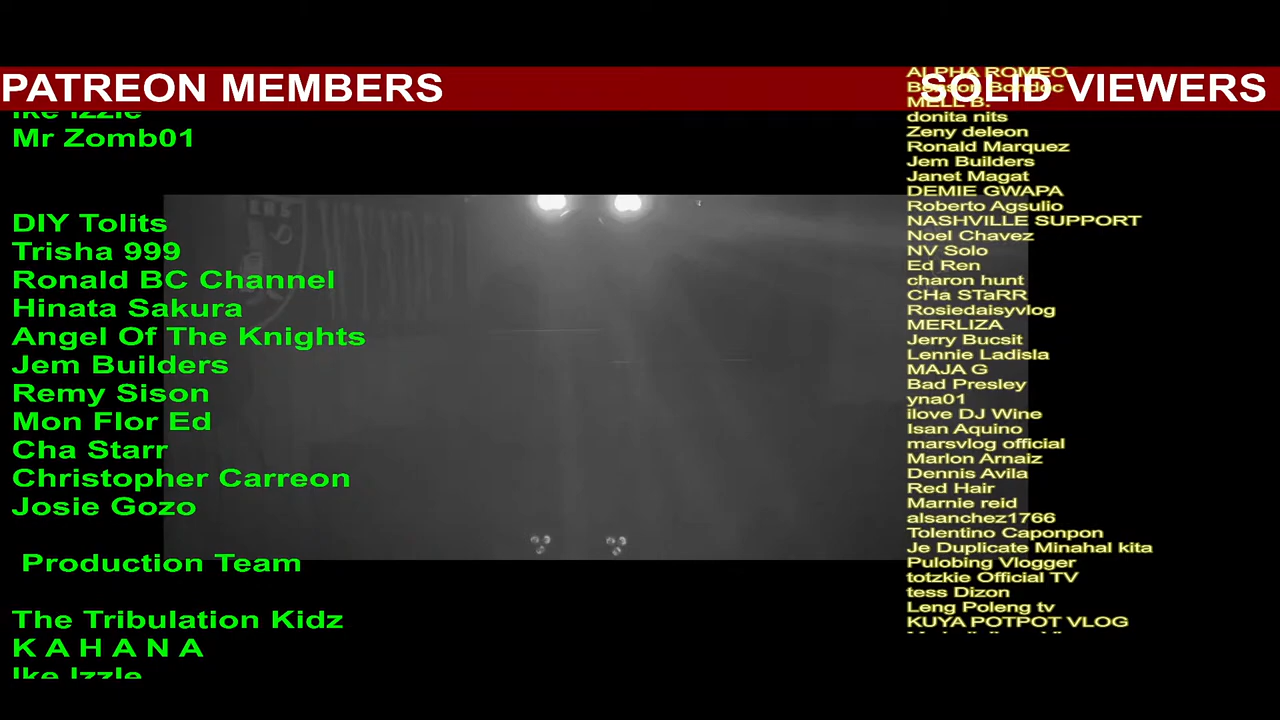 PATREON MEMBERS
Ike Izzle
Mr Zomb01
DIY Tolits
Trisha 999
Ronald BC Channel
Hinata Sakura
Angel Of The Knights
Jem Builders
Remy Sison
Mon Flor Ed
Cha Starr
Christopher Carreon
Josie Gozo
Production Team
The Tribulation Kidz
K A H A N A
Ike Izzle
SOLID VIEWERS
ALPHA ROMEO
Bondoc
MELL B.
donita nits
Zeny deleon
Ronald Marquez
Jem Builders
Janet Magat
DEMIE GWAPA
Roberto Agsulio
NASHVILLE SUPPORT
Noel Chavez
NV Solo
Ed Ren
charon hunt
CHa STaRR
Rosiedaisyvlog
MERLIZA
Jerry Bucsit
Lennie Ladisla
MAJA G
Bad Presley
yna01
ilove DJ Wine
Isan Aquino
marsvlog official
Marlon Arnaiz
Dennis Avila
Red Hair
Marnie reid
alsanchez1766
Tolentino Caponpon
Je Duplicate Minahal kita
Pulobing Vlogger
totzkie Official TV
tess Dizon
Leng Poleng tv
KUYA POTPOT VLOG